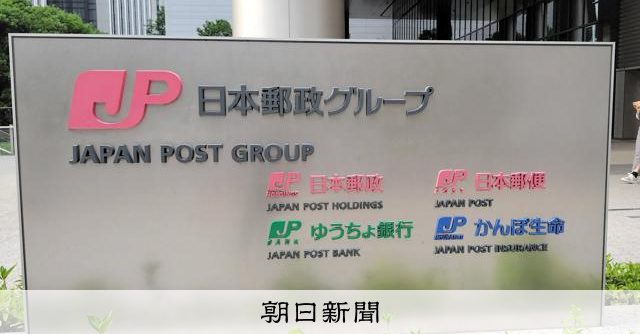 JP 日本郵政グループ
JAPAN POST GROUP
JP 日本郵政
JAPAN POST HOLDINGS
JP 日本郵便
JAPAN POST
JP BANK ゆうちょ銀行
JAPAN POST BANK
JP かんぽ生命
JAPAN POST INSURANCE
朝日新聞